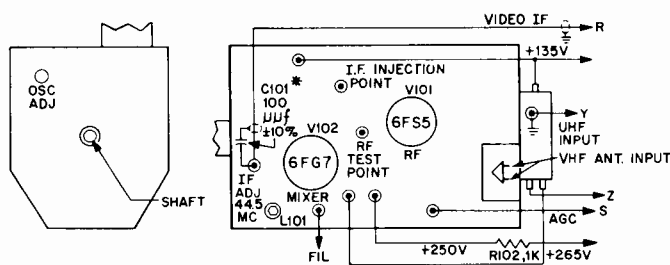 VIDEO IF
R
OSC
ADJ
SHAFT
+135V
I.F. INJECTION
POINT
*
C101
100
µµf
±10%
V101
6FS5
RF
V102
6FG7
MIXER
RF
TEST
POINT
Y
UHF
INPUT
VHF ANT. INPUT
IF
ADJ
44.5
MC
L101
FIL
Z
S
AGC
+250V
R102, 1K
+265V